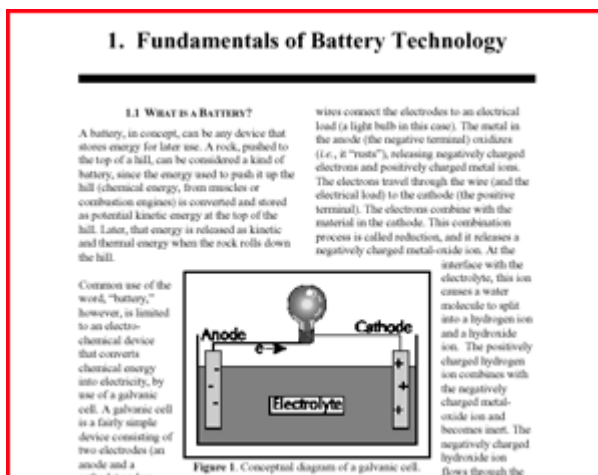 1. Fundamentals of Battery Technology
1.1 WHAT IS A BATTERY?
A battery, in concept, can be any device that
stores energy for later use. A rock, pushed to
the top of a hill, can be considered a kind of
battery, since the energy used to push it up the
hill (chemical energy, from muscles or
combustion engines) is converted and stored
as potential kinetic energy at the top of the
hill. Later, that energy is released as kinetic
and thermal energy when the rock rolls down
the hill.
Common use of the
word, "battery,"
however, is limited
to an electro-
chemical device
that converts
chemical energy
into electricity, by
use of a galvanic
cell. A galvanic cell
is a fairly simple
device consisting of
two electrodes (an
anode and a
wires connect the electrodes to an electrical
load (a light bulb in this case). The metal in
the anode (the negative terminal) oxidizes
(i.e., it "rusts"), releasing negatively charged
electrons and positively charged metal ions.
The electrons travel through the wire (and the
electrical load) to the cathode (the positive
terminal). The electrons combine with the
material in the cathode. This combination
process is called reduction, and it releases a
negatively charged metal-oxide ion. At the
interface with the
electrolyte, this ion
causes a water
molecule to split
into a hydrogen ion
and a hydroxide
ion. The positively
charged hydrogen
ion combines with
the negatively
charged metal-
oxide ion and
becomes inert. The
negatively charged
hydroxide ion
flows through the
Anode
Cathode
e-
- + 
- +
- +
Electrolyte
Figure 1. Conceptual diagram of a galvanic cell.